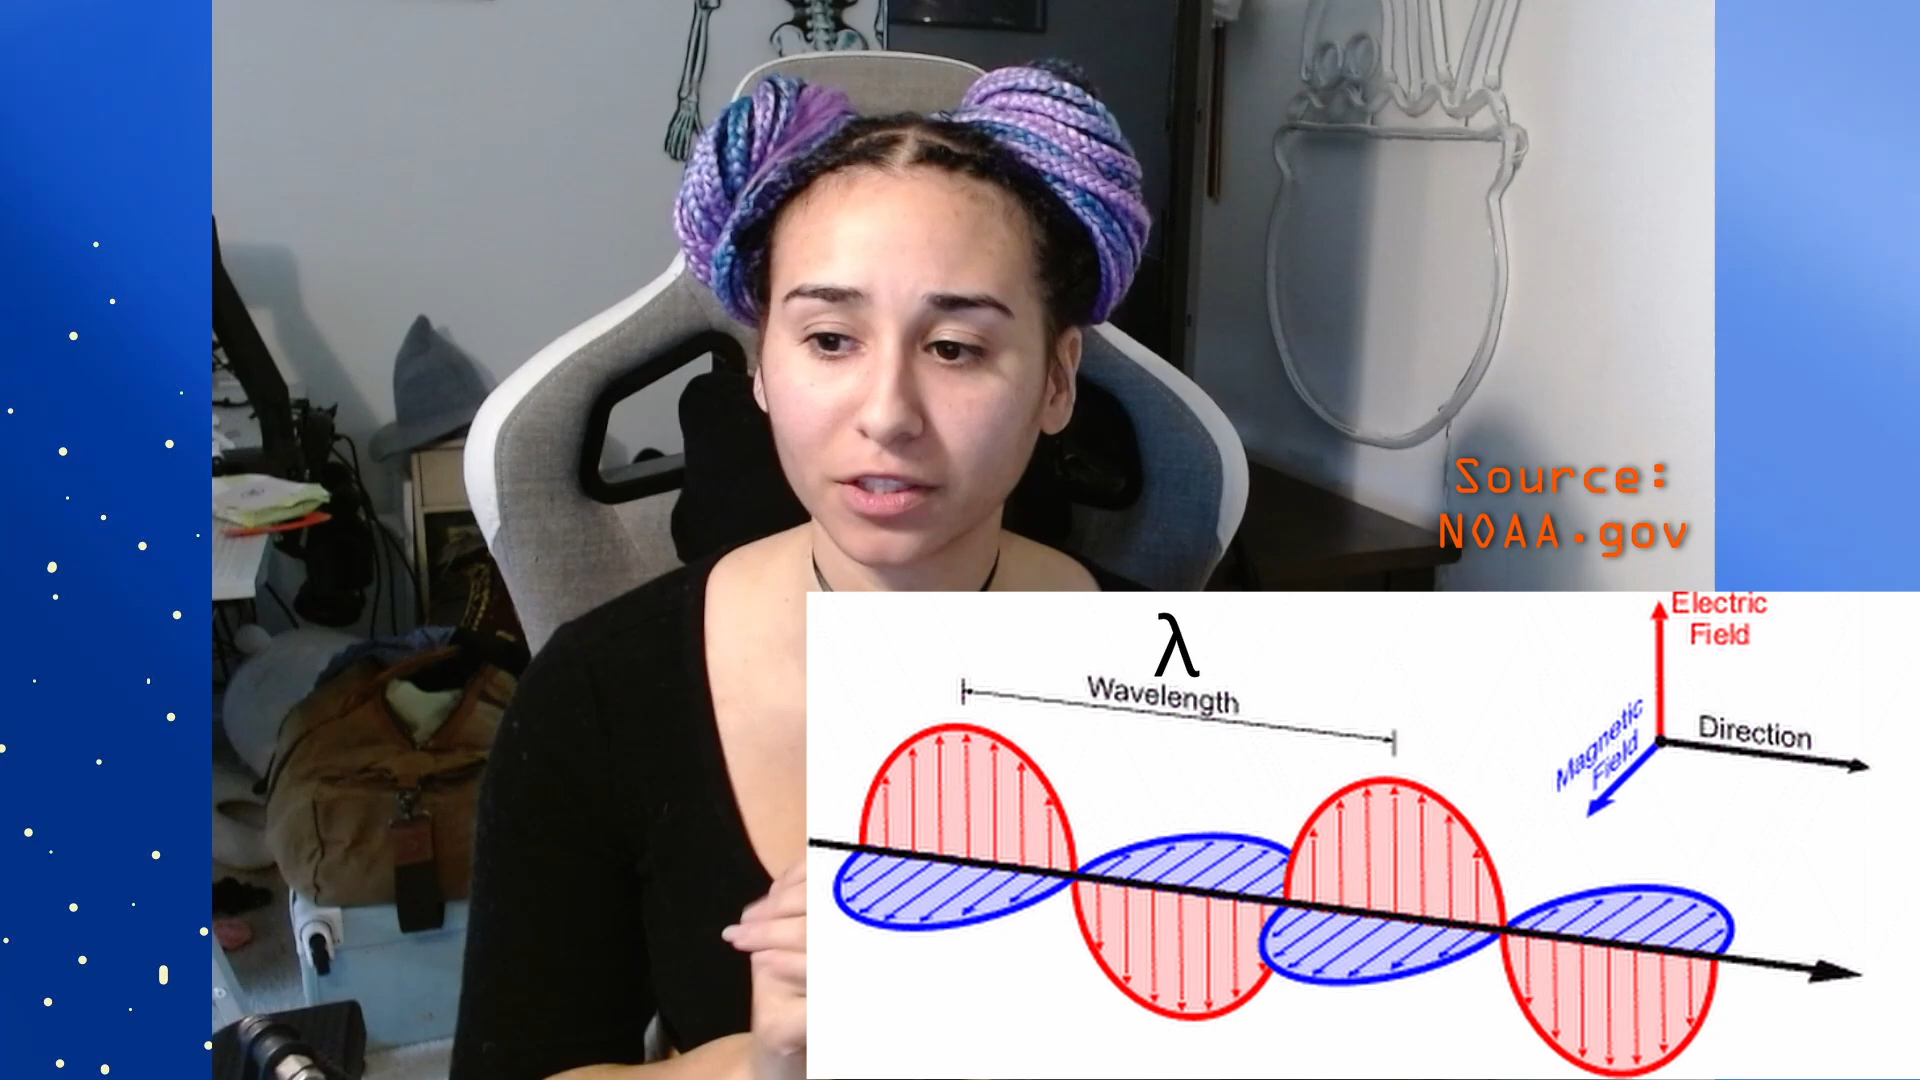 Source:
NOAA.gov
λ
Wavelength
Electric
Field
Magnetic
Field
Direction